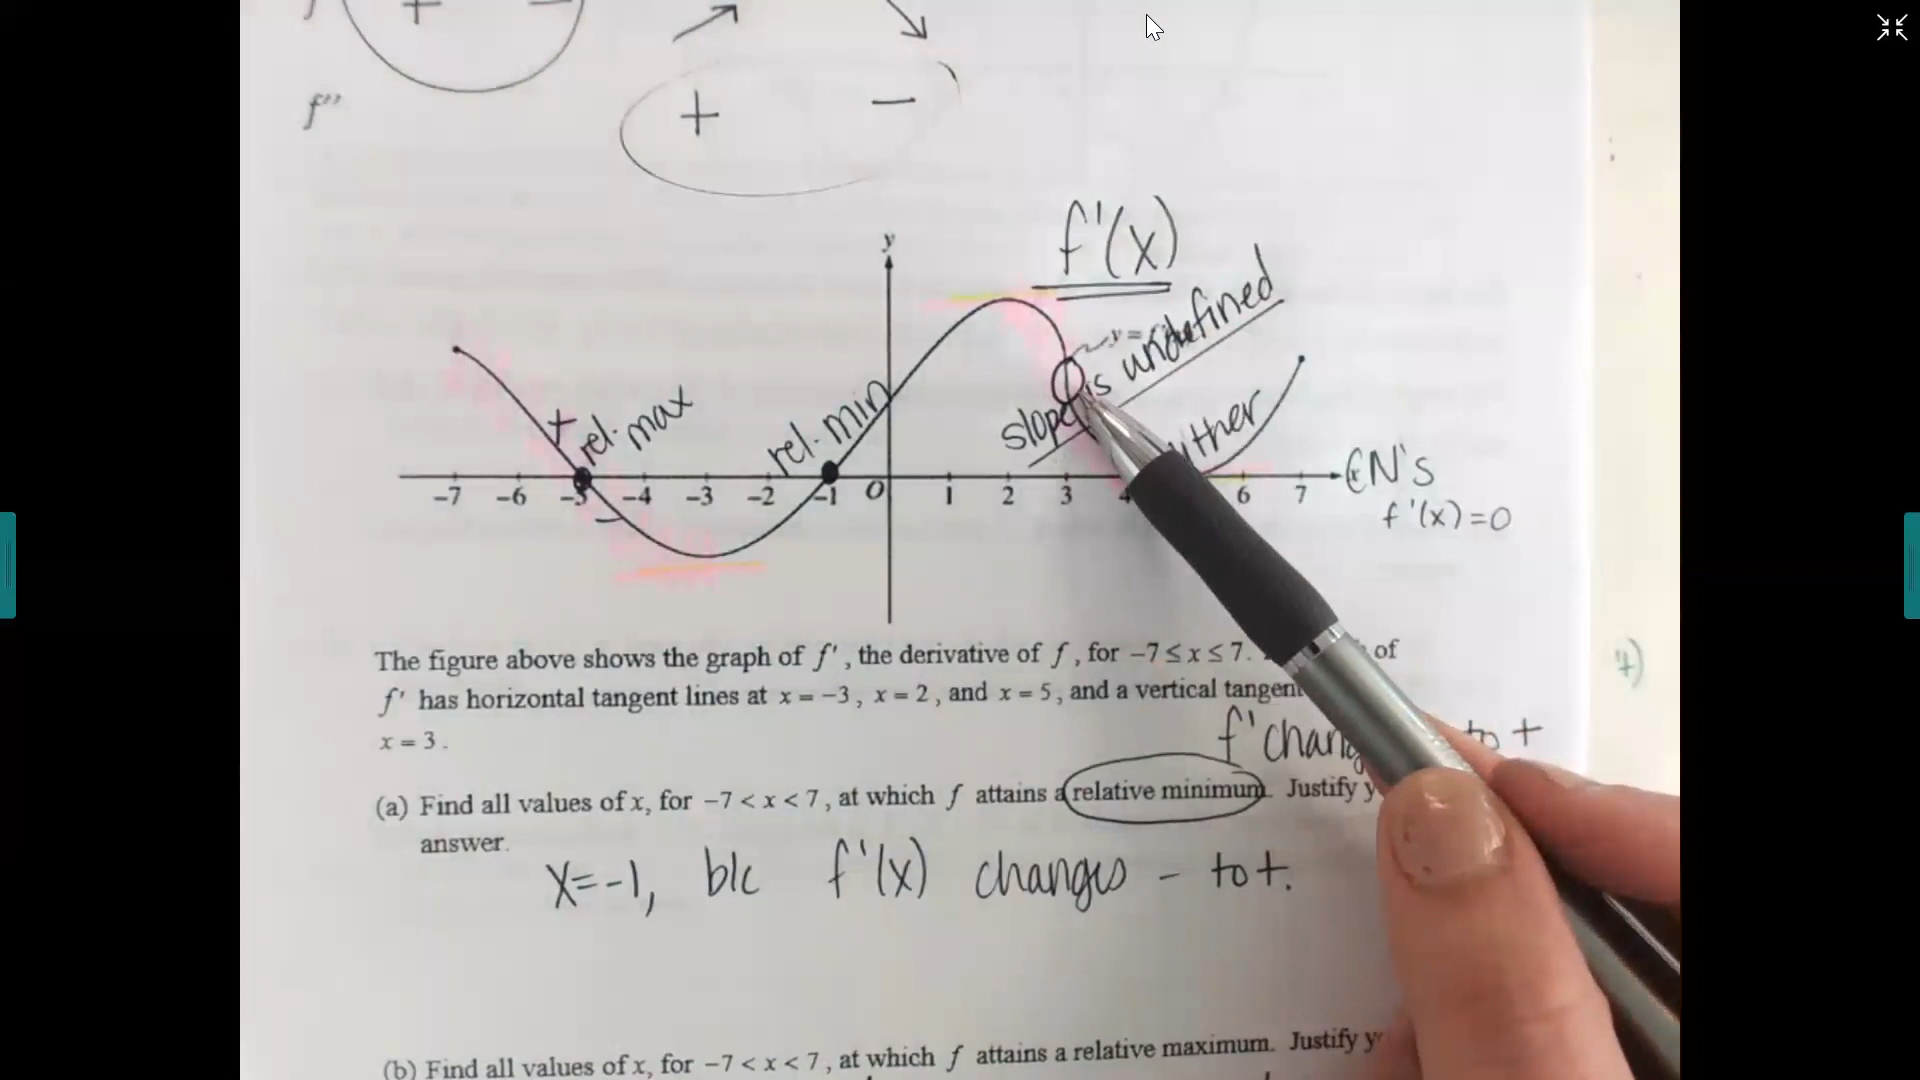 + −
f''
+ −
f'(x)
y
slope is undefined
rel. max
rel. min
-7 -6 -5 -4 -3 -2 -1 O 1 2 3 4 6 7
CN's
f'(x)=0
The figure above shows the graph of f', the derivative of f, for −7 ≤ x ≤ 7. of
f' has horizontal tangent lines at x = −3, x = 2, and x = 5, and a vertical tangent
x = 3.
f' to +
(a) Find all values of x, for −7 < x < 7, at which f attains a relative minimum. Justify
answer.
X=-1, b/c f'(x) changes − to +.
(b) Find all values of x, for −7 < x < 7, at which f attains a relative maximum. Justify